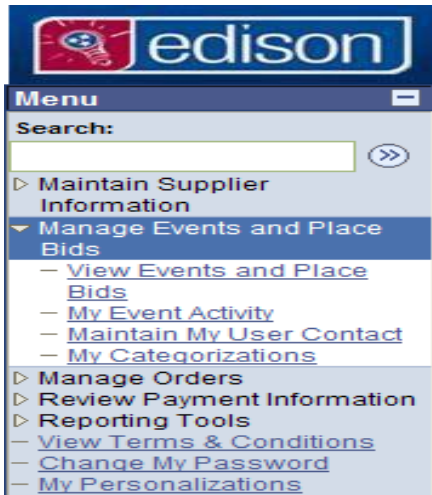 edison
Menu
Search:
Maintain Supplier
Information
Manage Events and Place
Bids
View Events and Place
Bids
My Event Activity
Maintain My User Contact
My Categorizations
Manage Orders
Review Payment Information
Reporting Tools
View Terms & Conditions
Change My Password
My Personalizations